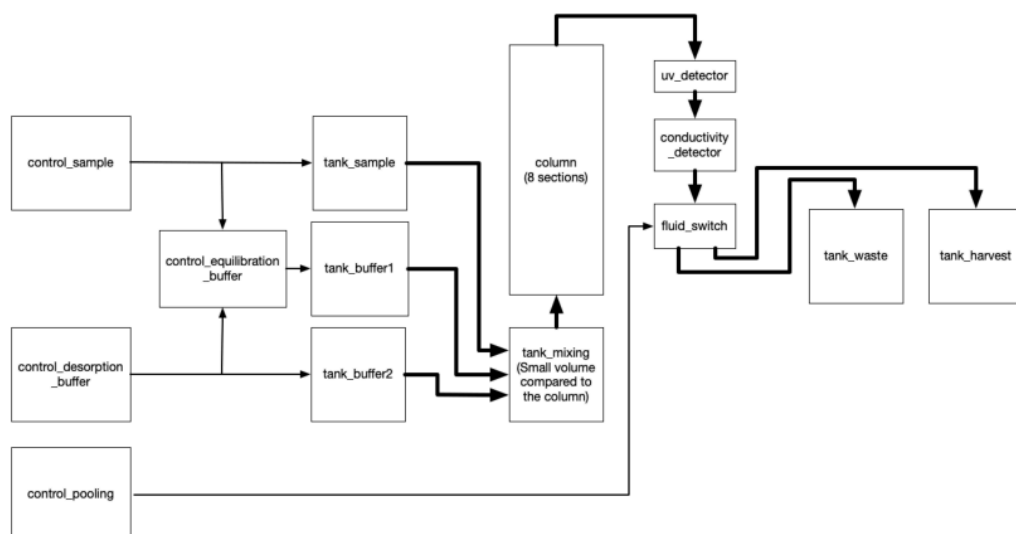 uv_detector
control_sample
tank_sample
column
(8 sections)
conductivity
_detector
fluid_switch
control_equilibration
_buffer
tank_buffer1
tank_waste
tank_harvest
control_desorption
_buffer
tank_buffer2
tank_mixing
(Small volume
compared to
the column)
control_pooling